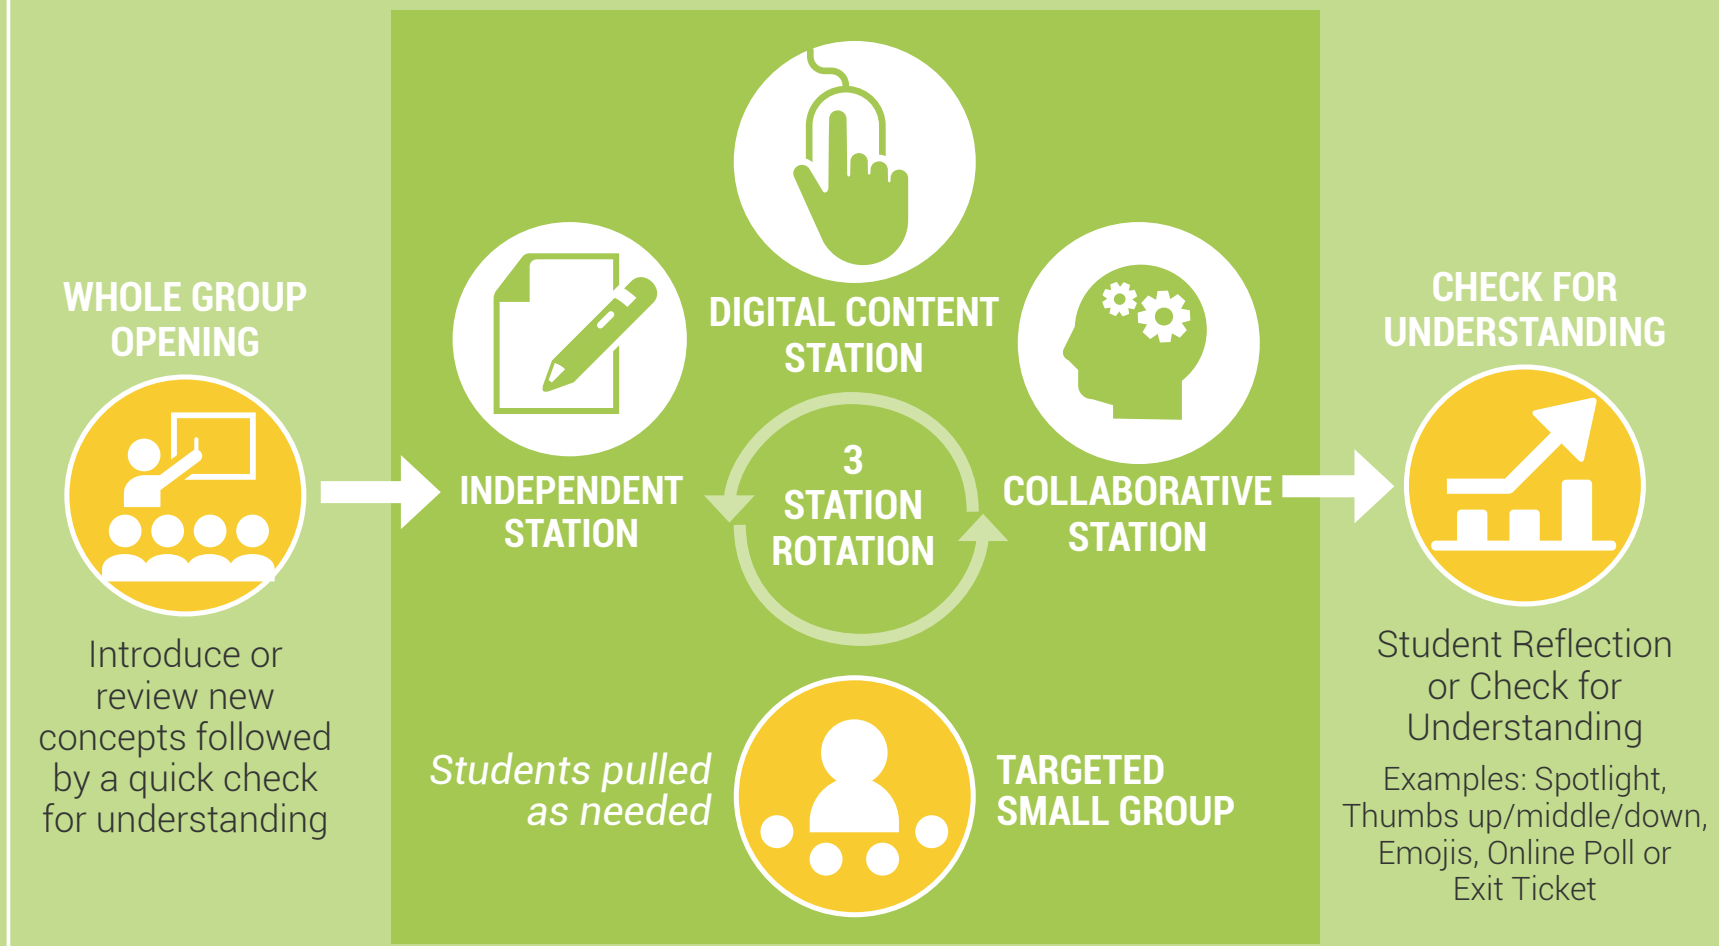 WHOLE GROUP
OPENING
Introduce or
review new
concepts followed
by a quick check
for understanding
INDEPENDENT
STATION
DIGITAL CONTENT
STATION
3
STATION
ROTATION
COLLABORATIVE
STATION
Students pulled
as needed
TARGETED
SMALL GROUP
CHECK FOR
UNDERSTANDING
Student Reflection
or Check for
Understanding
Examples: Spotlight,
Thumbs up/middle/down,
Emojis, Online Poll or
Exit Ticket